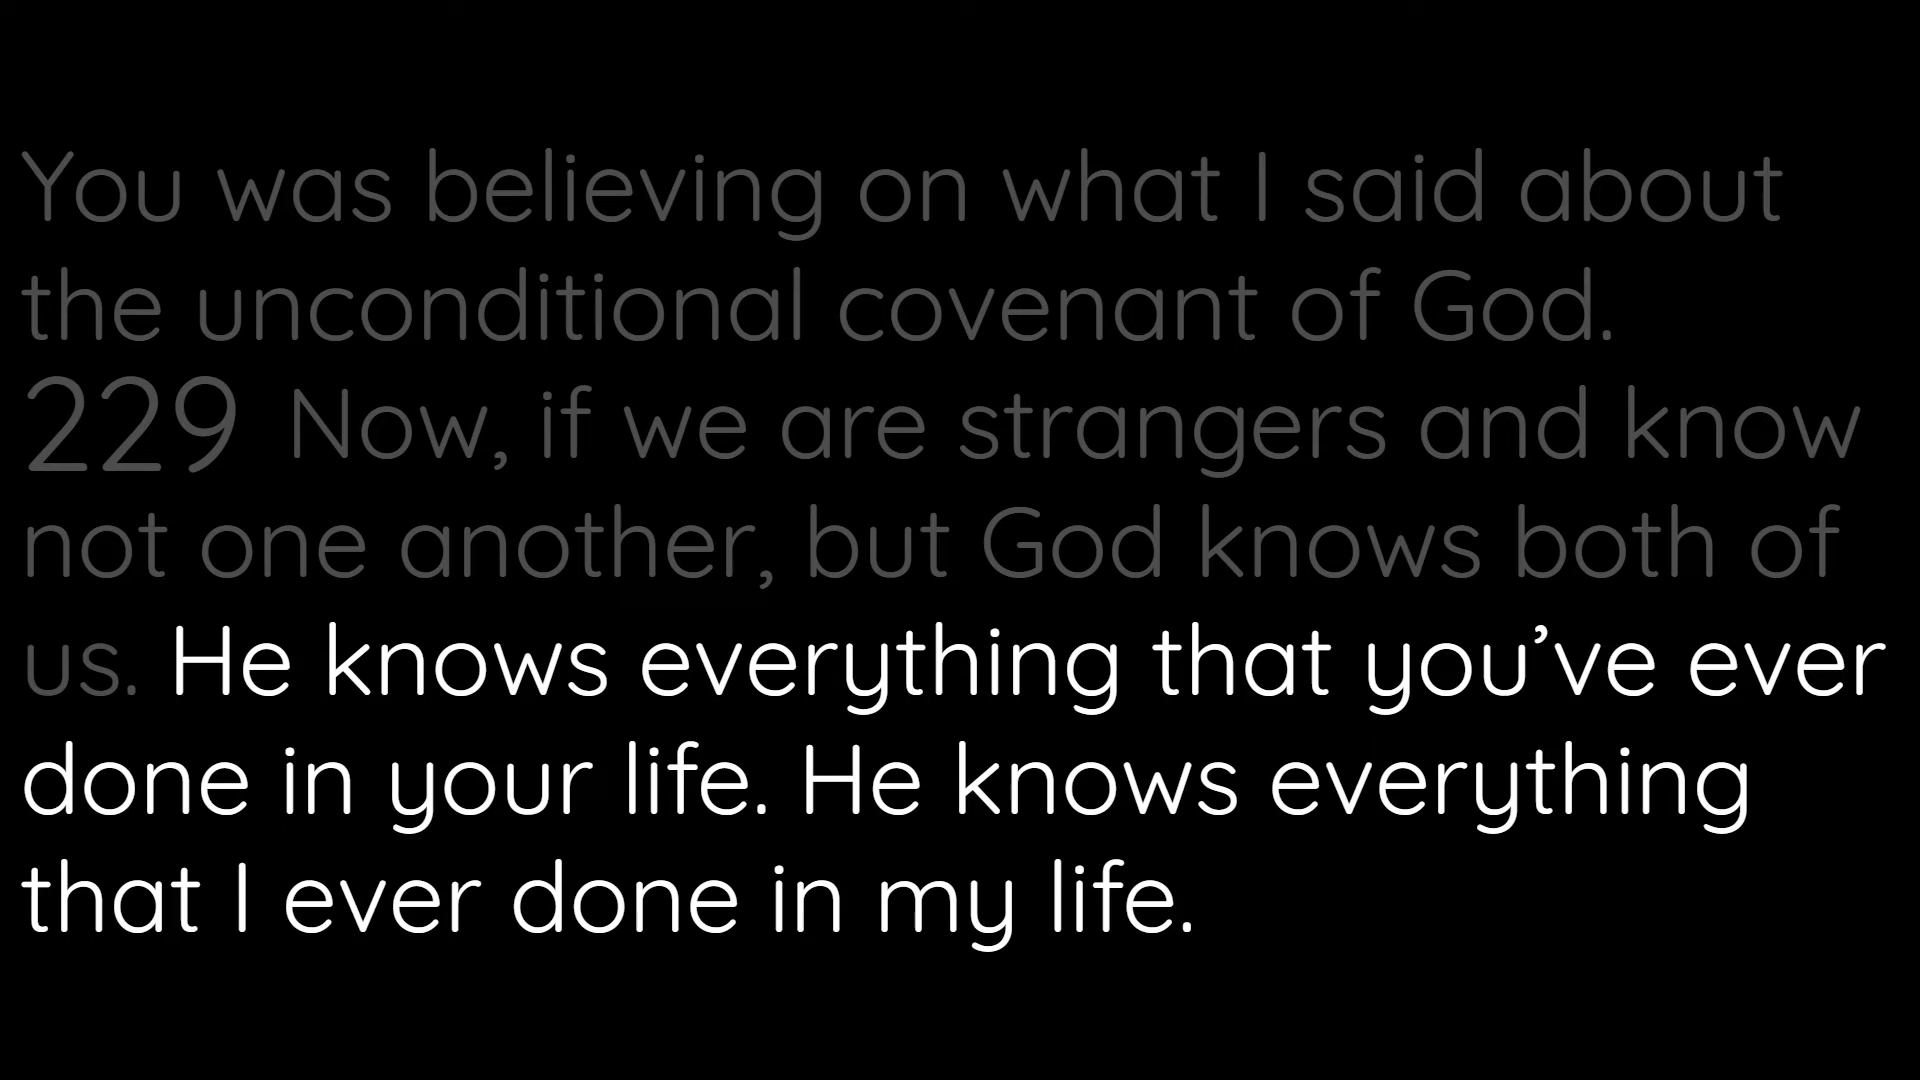 You was believing on what I said about
the unconditional covenant of God.
229 Now, if we are strangers and know
not one another, but God knows both of
us. He knows everything that you’ve ever
done in your life. He knows everything
that I ever done in my life.